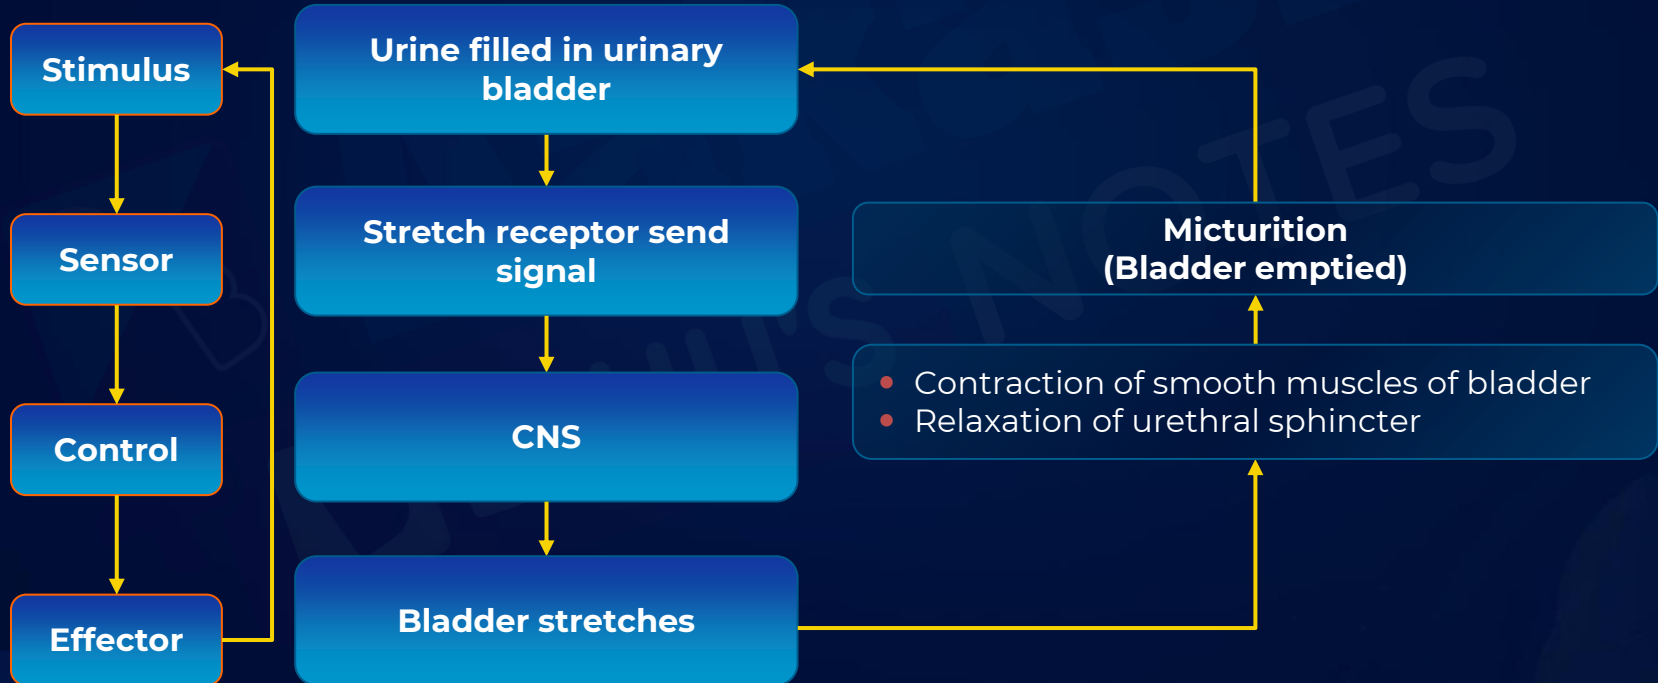 Stimulus
Sensor
Control
Effector
Urine filled in urinary
bladder
Stretch receptor send
signal
CNS
Bladder stretches
Micturition
(Bladder emptied)
• Contraction of smooth muscles of bladder
• Relaxation of urethral sphincter
NOTES